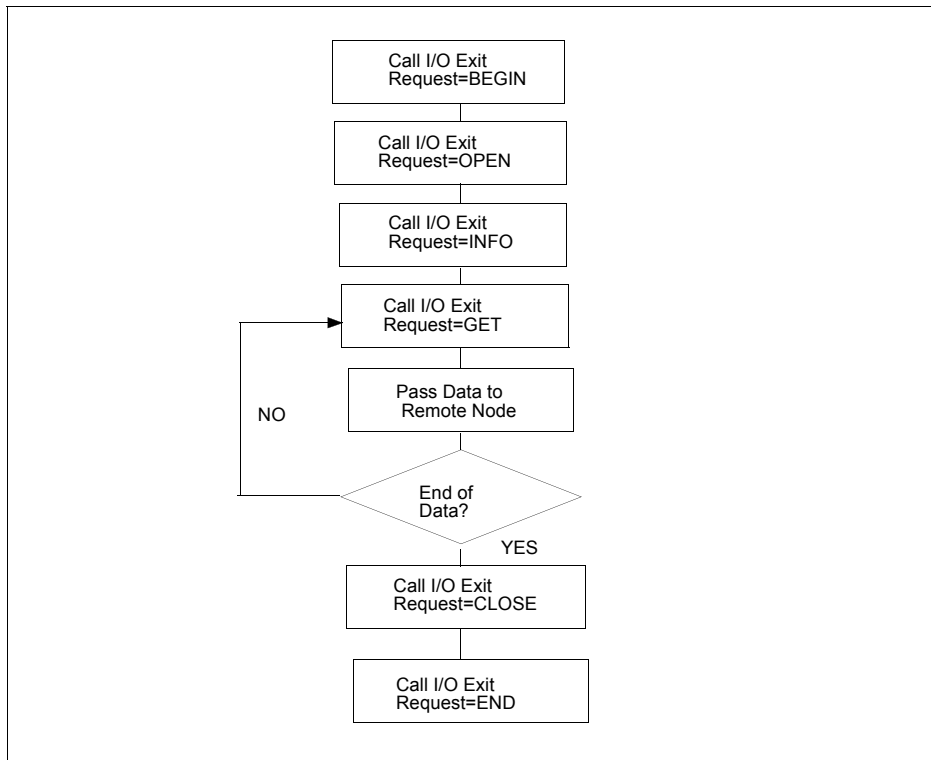 Call I/O Exit
Request=BEGIN
Call I/O Exit
Request=OPEN
Call I/O Exit
Request=INFO
Call I/O Exit
Request=GET
Pass Data to
Remote Node
NO
End of
Data?
YES
Call I/O Exit
Request=CLOSE
Call I/O Exit
Request=END